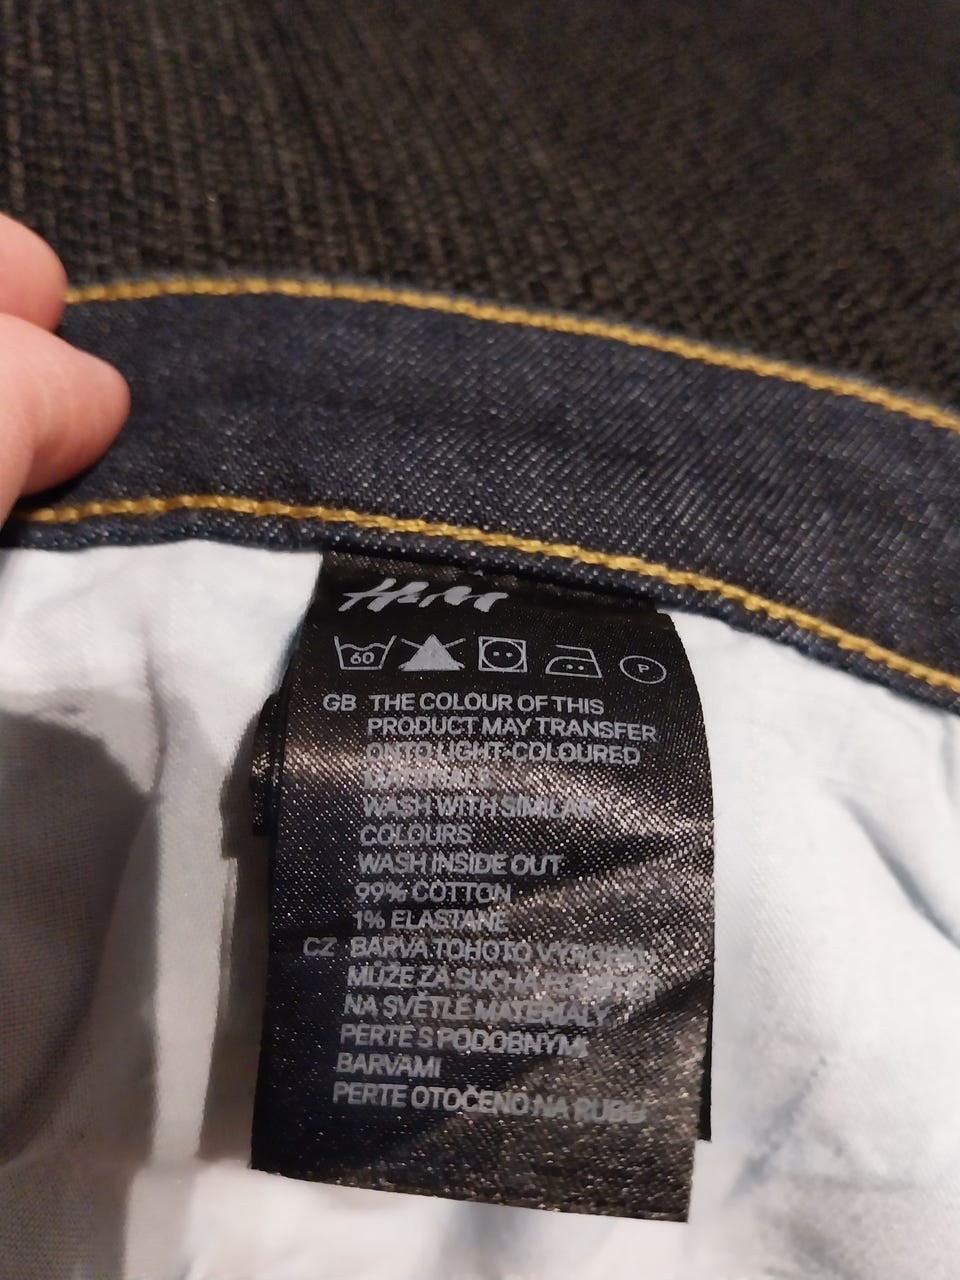 H&M
60
P
GB THE COLOUR OF THIS
PRODUCT MAY TRANSFER
ONTO LIGHT-COLOURED
MATERIALS
WASH WITH SIMILAR
COLOURS
WASH INSIDE OUT
99% COTTON
1% ELASTANE
CZ BARVA TOHOTO VÝROBKU
MŮŽE ZA SUCHA
NA SVĚTLÉ MATERIÁLY
PERTE S PODOBNÝMI
BARVAMI
PERTE OTOČENO NA RUBU